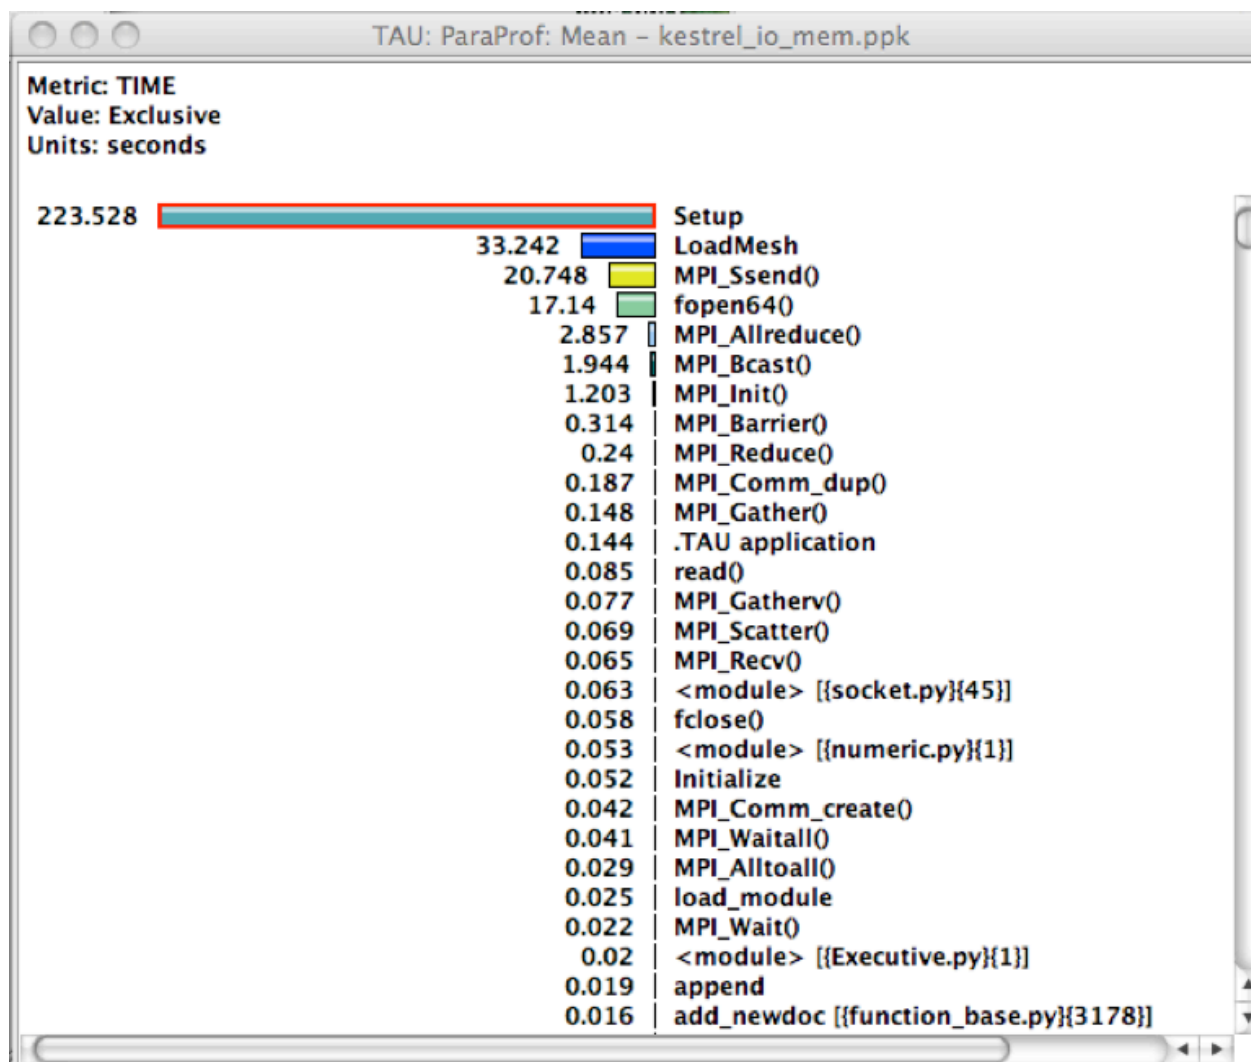 TAU: ParaProf: Mean – kestrel_io_mem.ppk
Metric: TIME
Value: Exclusive
Units: seconds
223.528 Setup
33.242 LoadMesh
20.748 MPI_Ssend()
17.14 fopen64()
2.857 MPI_Allreduce()
1.944 MPI_Bcast()
1.203 MPI_Init()
0.314 MPI_Barrier()
0.24 MPI_Reduce()
0.187 MPI_Comm_dup()
0.148 MPI_Gather()
0.144 .TAU application
0.085 read()
0.077 MPI_Gatherv()
0.069 MPI_Scatter()
0.065 MPI_Recv()
0.063 <module> [{socket.py}{45}]
0.058 fclose()
0.053 <module> [{numeric.py}{1}]
0.052 Initialize
0.042 MPI_Comm_create()
0.041 MPI_Waitall()
0.029 MPI_Alltoall()
0.025 load_module
0.022 MPI_Wait()
0.02 <module> [{Executive.py}{1}]
0.019 append
0.016 add_newdoc [{function_base.py}{3178}]